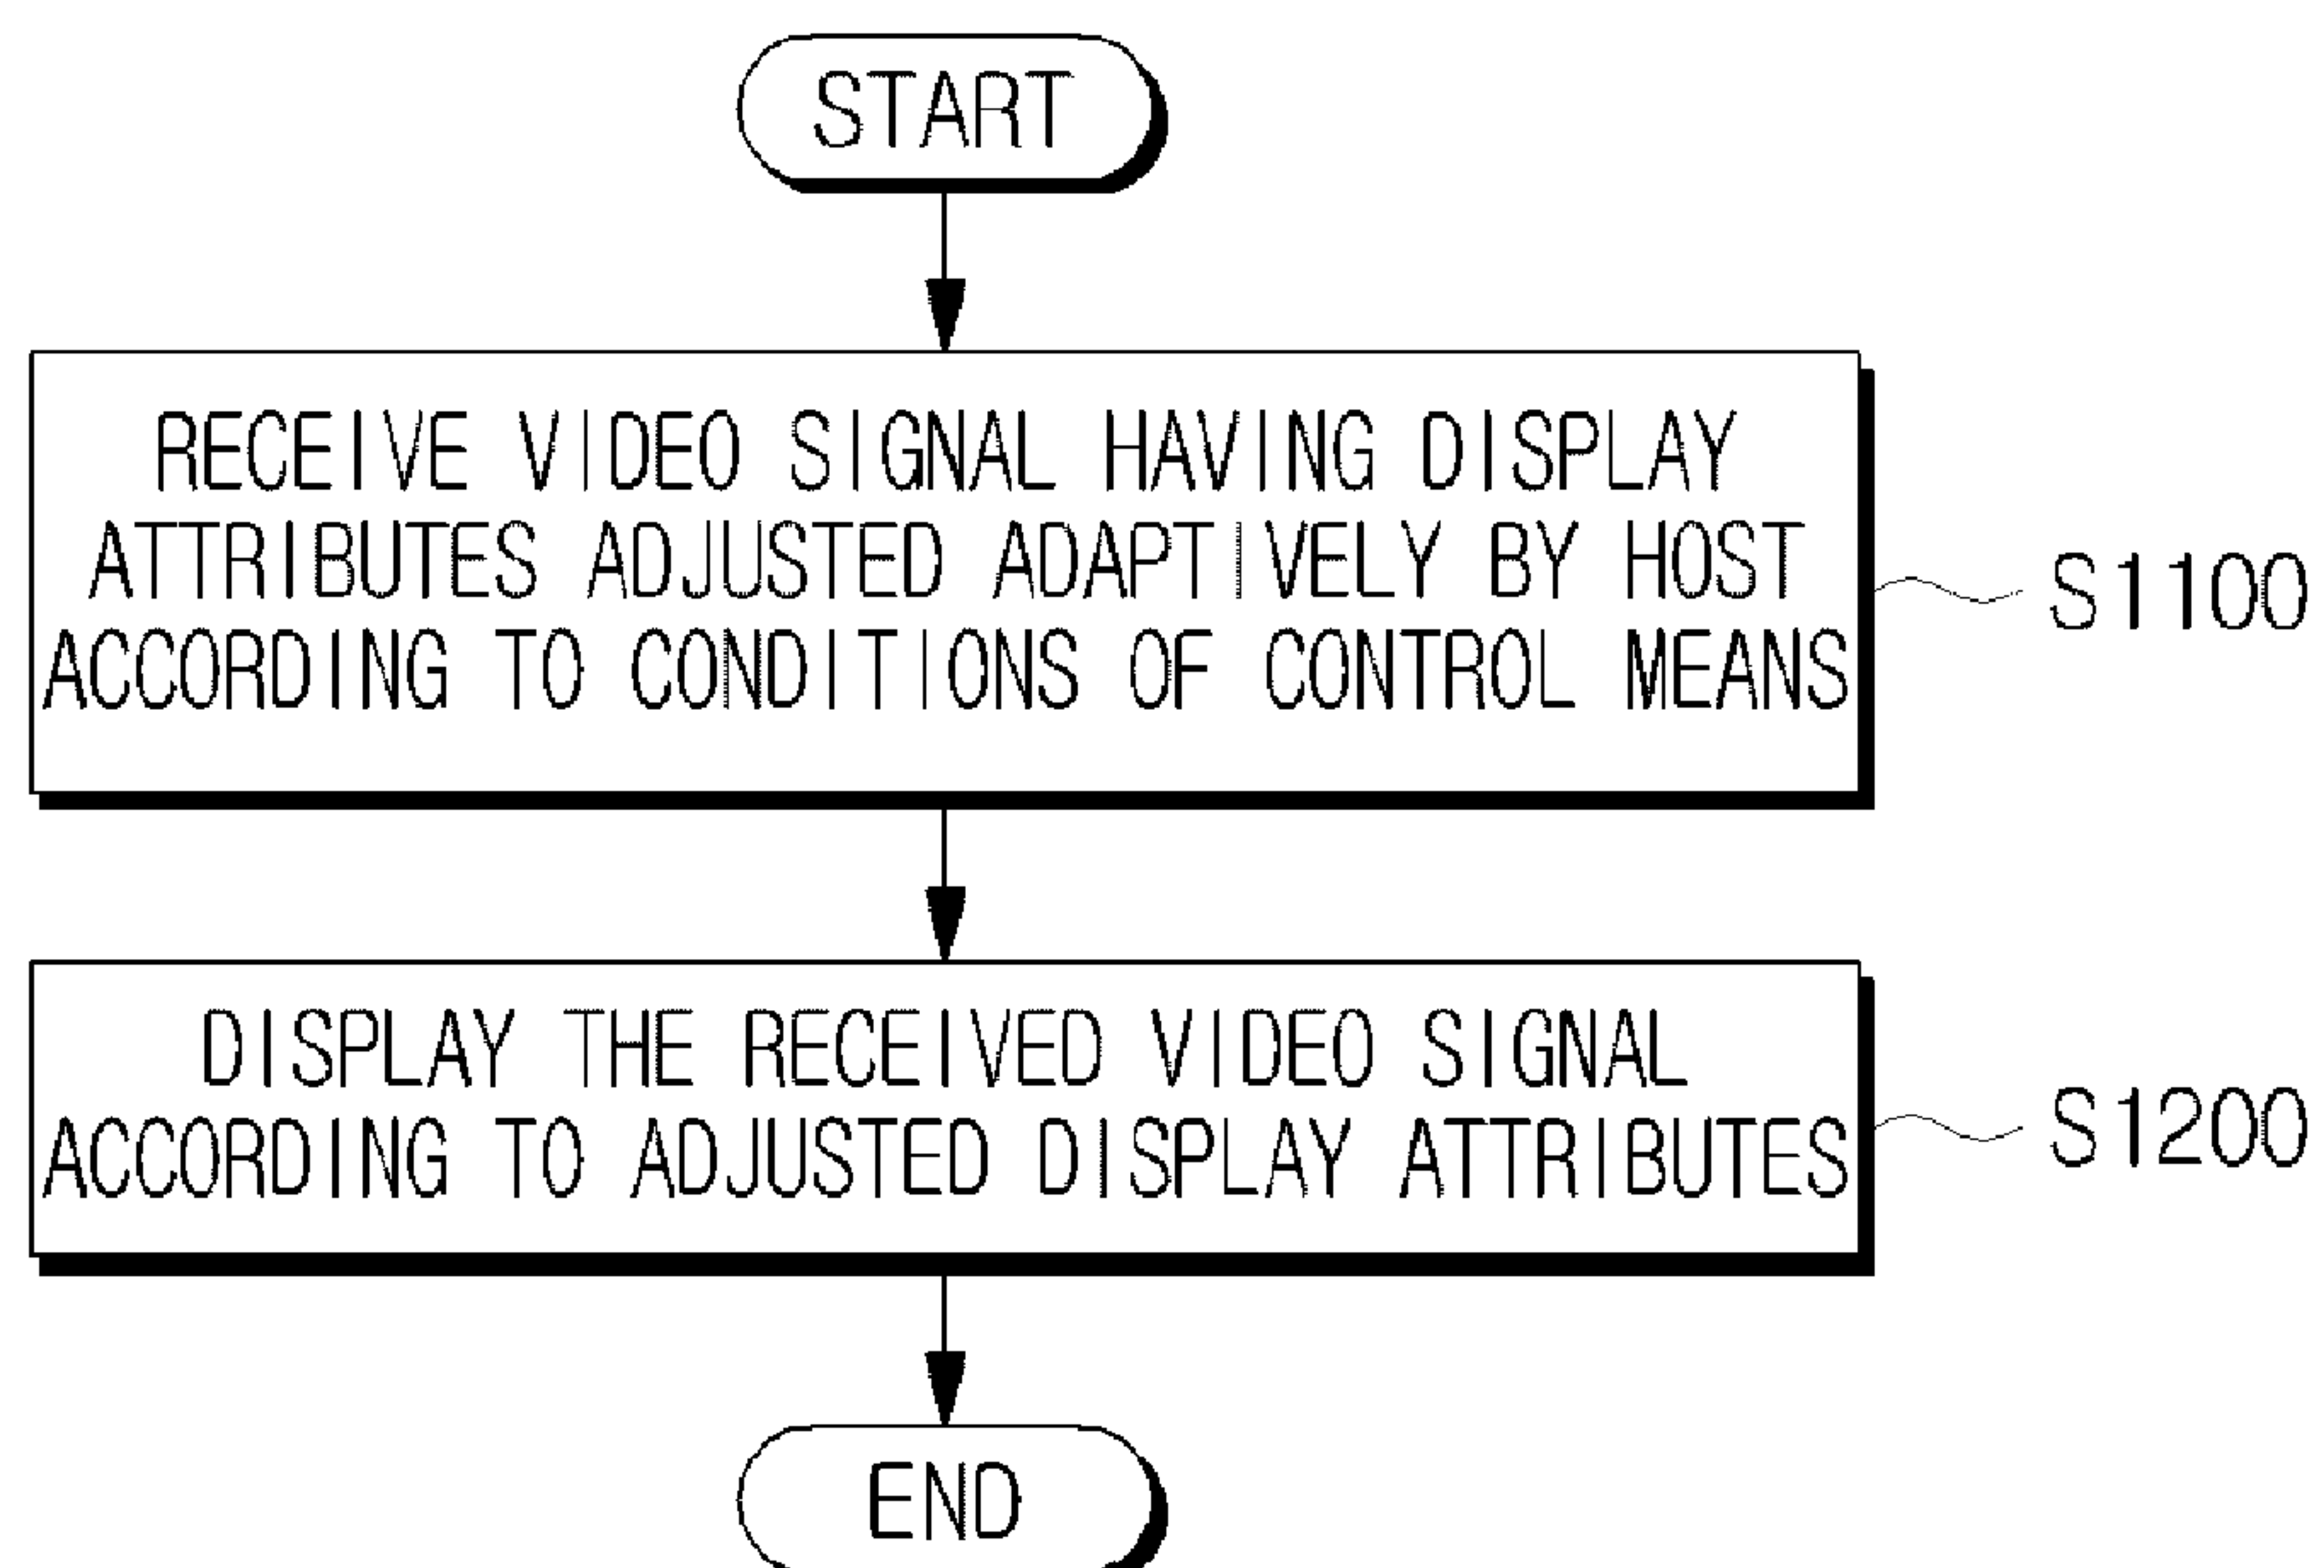 START
RECEIVE VIDEO SIGNAL HAVING DISPLAY
ATTRIBUTES ADJUSTED ADAPTIVELY BY HOST
ACCORDING TO CONDITIONS OF CONTROL MEANS
S1100
DISPLAY THE RECEIVED VIDEO SIGNAL
ACCORDING TO ADJUSTED DISPLAY ATTRIBUTES
S1200
END